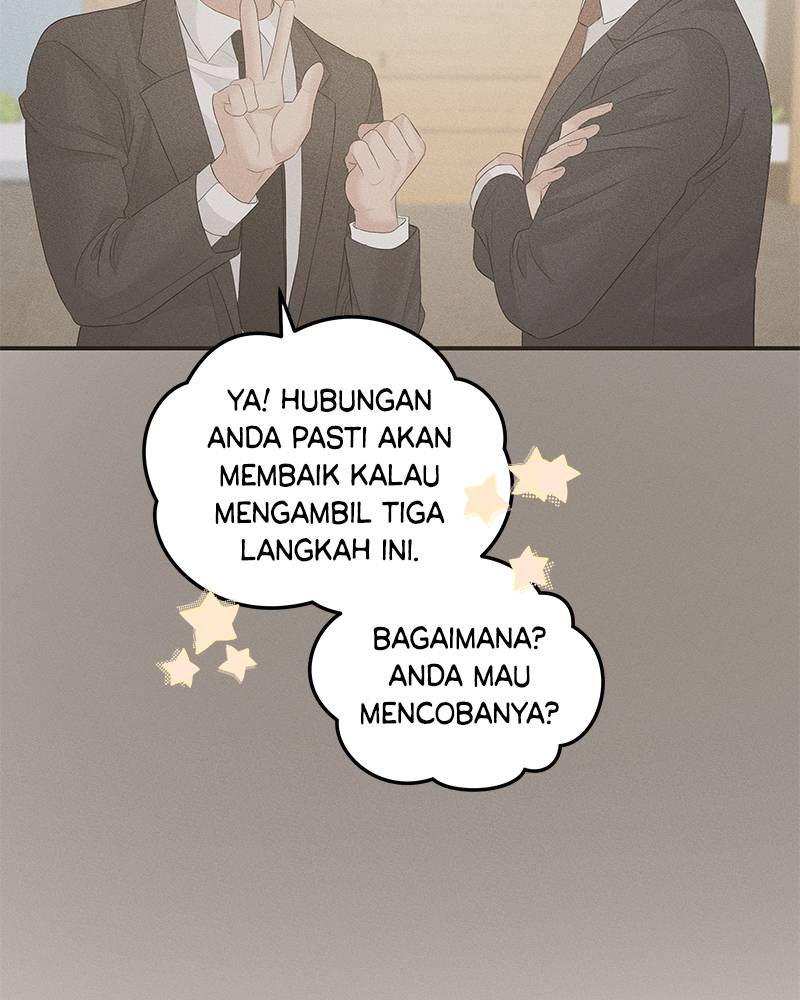 YA! HUBUNGAN
ANDA PASTI AKAN
MEMBAIK KALAU
MENGAMBIL TIGA
LANGKAH INI.
BAGAIMANA?
ANDA MAU
MENCOBANYA?